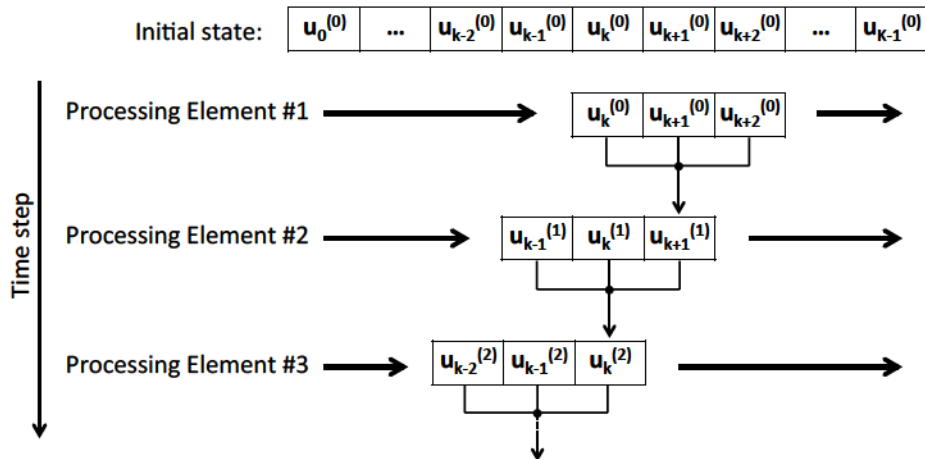 Initial state: u₀⁽⁰⁾ ... uₖ₋₂⁽⁰⁾ uₖ₋₁⁽⁰⁾ uₖ⁽⁰⁾ uₖ₊₁⁽⁰⁾ uₖ₊₂⁽⁰⁾ ... u_K-1⁽⁰⁾
Processing Element #1 uₖ⁽⁰⁾ uₖ₊₁⁽⁰⁾ uₖ₊₂⁽⁰⁾
Processing Element #2 uₖ₋₁⁽¹⁾ uₖ⁽¹⁾ uₖ₊₁⁽¹⁾
Processing Element #3 uₖ₋₂⁽²⁾ uₖ₋₁⁽²⁾ uₖ⁽²⁾
Time step